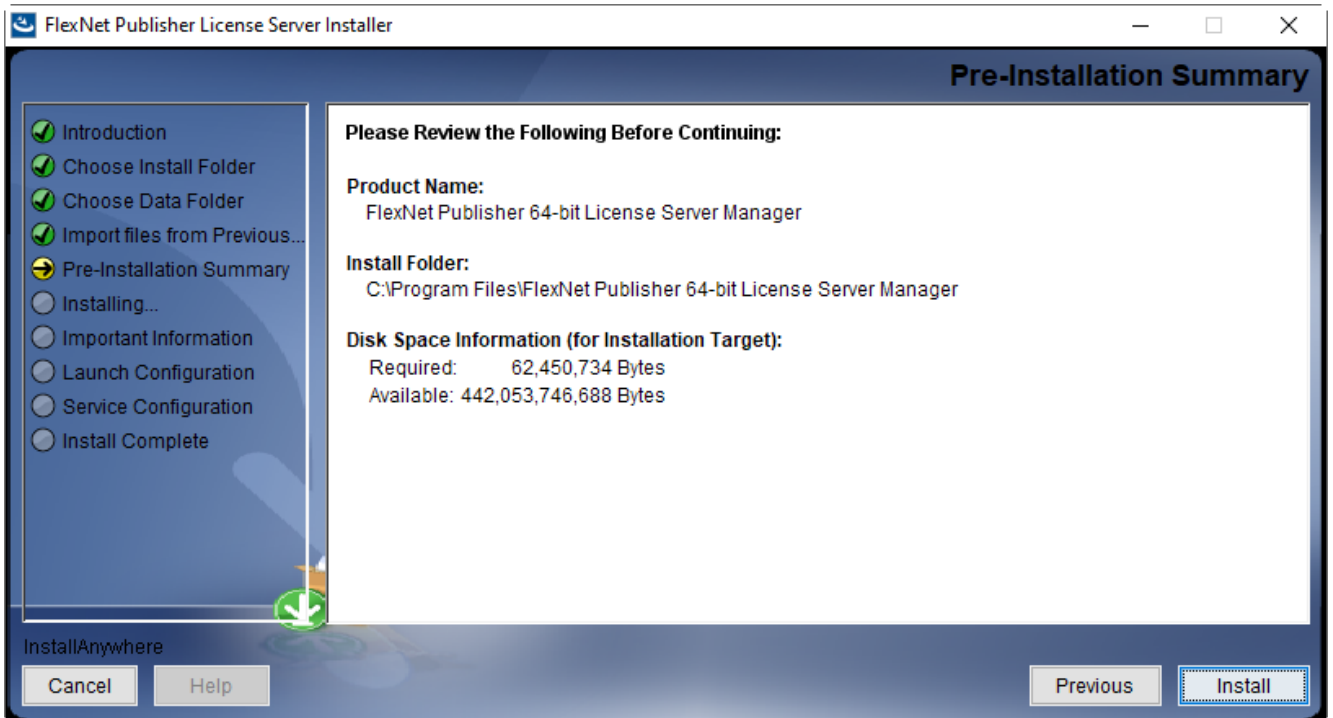 FlexNet Publisher License Server Installer
Pre-Installation Summary
Introduction
Choose Install Folder
Choose Data Folder
Import files from Previous...
Pre-Installation Summary
Installing...
Important Information
Launch Configuration
Service Configuration
Install Complete
Please Review the Following Before Continuing:
Product Name:
FlexNet Publisher 64-bit License Server Manager
Install Folder:
C:\Program Files\FlexNet Publisher 64-bit License Server Manager
Disk Space Information (for Installation Target):
Required: 62,450,734 Bytes
Available: 442,053,746,688 Bytes
InstallAnywhere
Cancel Help Previous Install